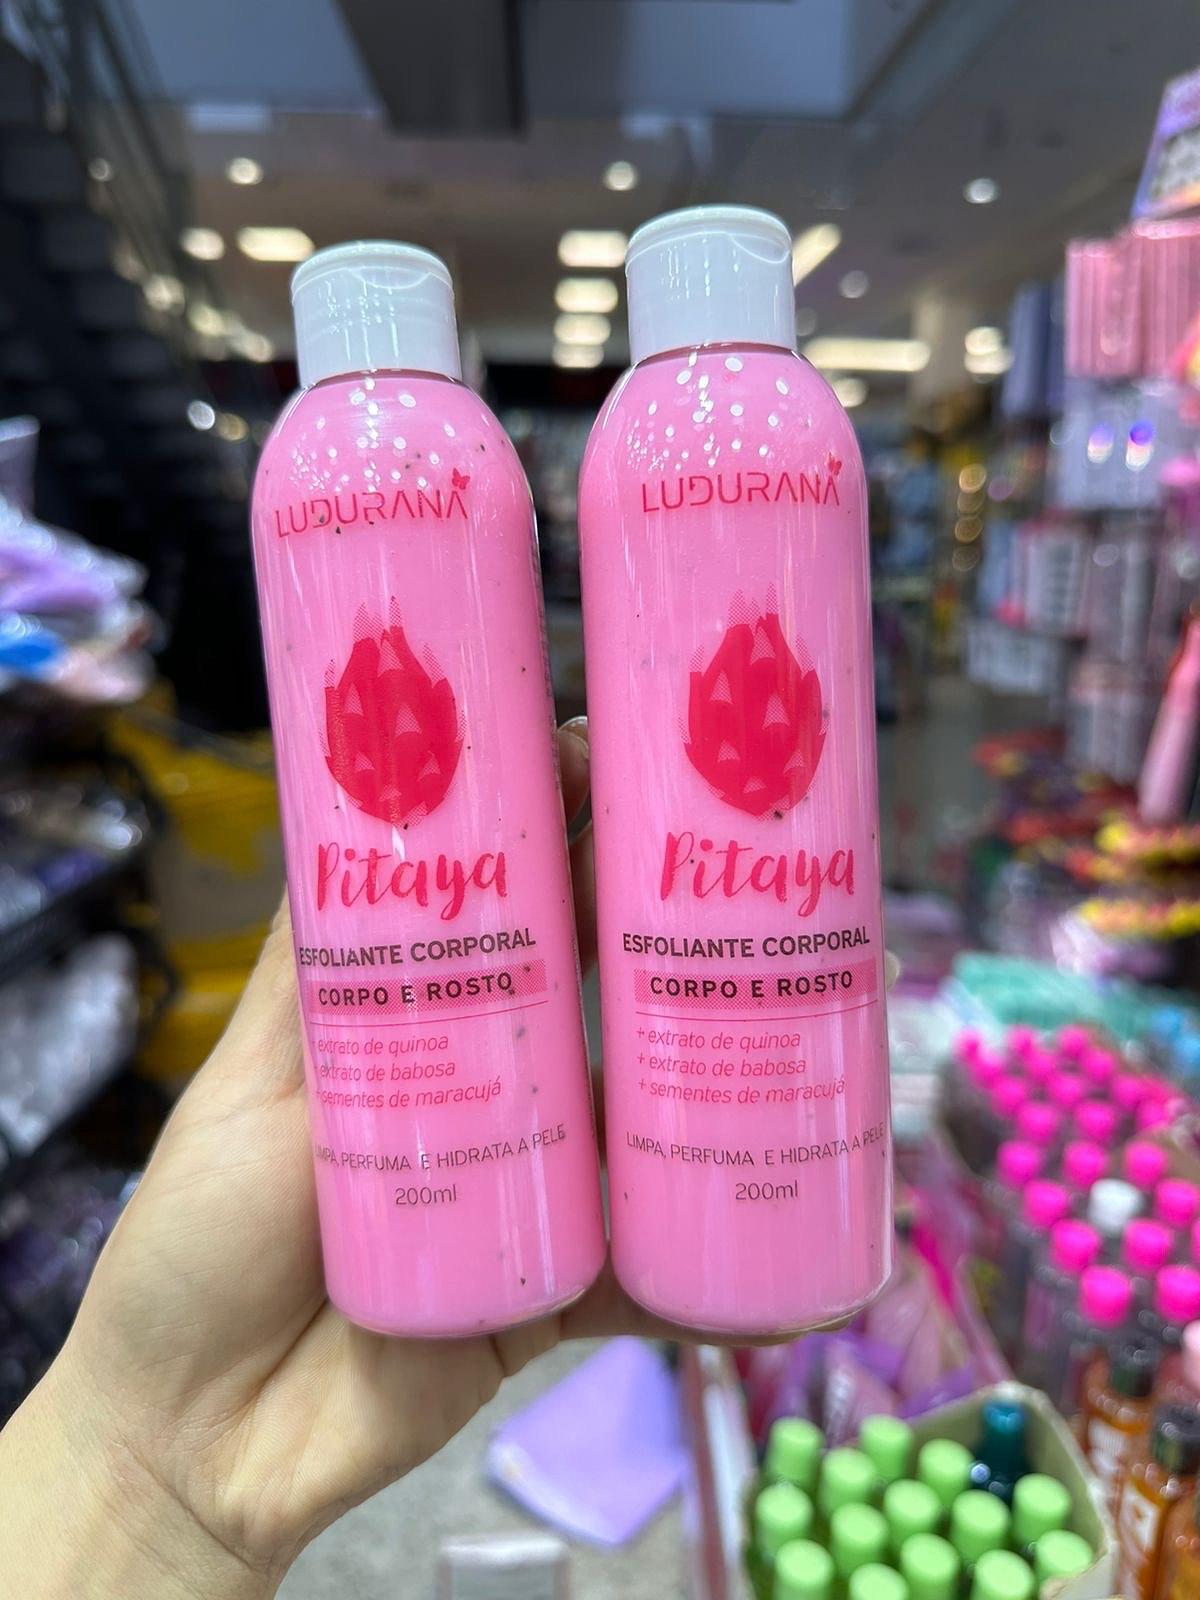 LUDURANA
Pitaya
ESFOLIANTE CORPORAL
CORPO E ROSTO
+ extrato de quinoa
+ extrato de babosa
+ sementes de maracujá
LIMPA, PERFUMA E HIDRATA A PELE
200ml
LUDURANA
Pitaya
ESFOLIANTE CORPORAL
CORPO E ROSTO
+ extrato de quinoa
+ extrato de babosa
+ sementes de maracujá
LIMPA, PERFUMA E HIDRATA A PELE
200ml